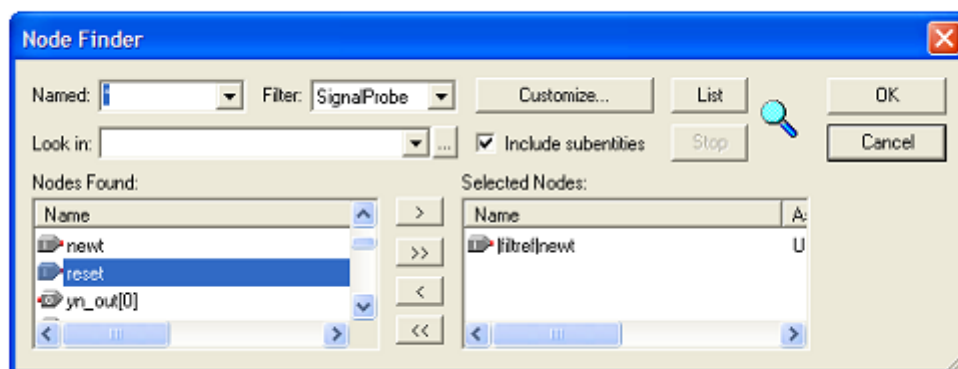 Node Finder
Named: * Filter: SignalProbe Customize... List OK
Look in: ... Include subentities Stop Cancel
Nodes Found: Selected Nodes:
Name > Name A:
newt >> |filtref|newt U
reset
yn_out[0] <
<<